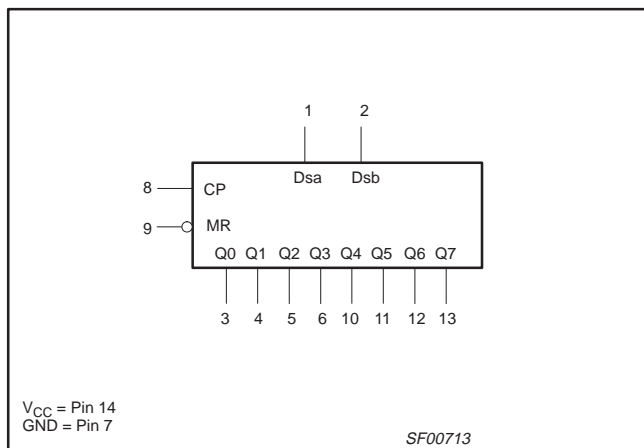 1 2
Dsa Dsb
8 CP
9 MR
Q0 Q1 Q2 Q3 Q4 Q5 Q6 Q7
3 4 5 6 10 11 12 13
VCC = Pin 14
GND = Pin 7
SF00713